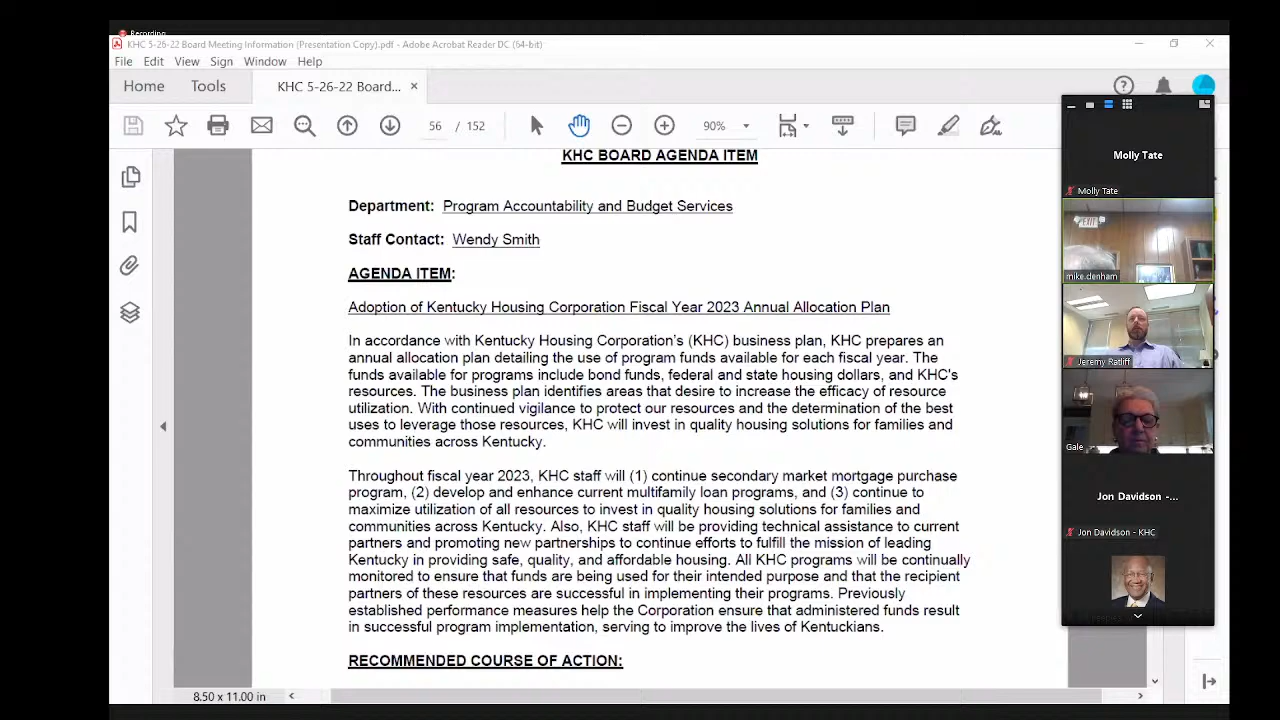 Recording
KHC 5-26-22 Board Meeting Information (Presentation Copy).pdf - Adobe Acrobat Reader DC (64-bit)
File Edit View Sign Window Help
Home Tools KHC 5-26-22 Board... ×
56 / 152 90%
KHC BOARD AGENDA ITEM
Department: Program Accountability and Budget Services
Staff Contact: Wendy Smith
AGENDA ITEM:
Adoption of Kentucky Housing Corporation Fiscal Year 2023 Annual Allocation Plan
In accordance with Kentucky Housing Corporation's (KHC) business plan, KHC prepares an
annual allocation plan detailing the use of program funds available for each fiscal year. The
funds available for programs include bond funds, federal and state housing dollars, and KHC's
resources. The business plan identifies areas that desire to increase the efficacy of resource
utilization. With continued vigilance to protect our resources and the determination of the best
uses to leverage those resources, KHC will invest in quality housing solutions for families and
communities across Kentucky.
Throughout fiscal year 2023, KHC staff will (1) continue secondary market mortgage purchase
program, (2) develop and enhance current multifamily loan programs, and (3) continue to
maximize utilization of all resources to invest in quality housing solutions for families and
communities across Kentucky. Also, KHC staff will be providing technical assistance to current
partners and promoting new partnerships to continue efforts to fulfill the mission of leading
Kentucky in providing safe, quality, and affordable housing. All KHC programs will be continually
monitored to ensure that funds are being used for their intended purpose and that the recipient
partners of these resources are successful in implementing their programs. Previously
established performance measures help the Corporation ensure that administered funds result
in successful program implementation, serving to improve the lives of Kentuckians.
RECOMMENDED COURSE OF ACTION:
8.50 x 11.00 in
Molly Tate
Molly Tate
EXIT
mike.denham
Jeremy Ratliff
Gale
Jon Davidson -...
Jon Davidson - KHC